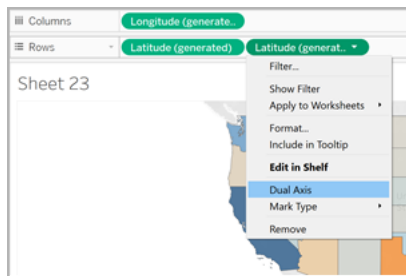 Columns
Longitude (generate..
Rows
Latitude (generated)
Latitude (generat..
Sheet 23
Filter...
Show Filter
Apply to Worksheets
Format...
Include in Tooltip
Edit in Shelf
Dual Axis
Mark Type
Remove